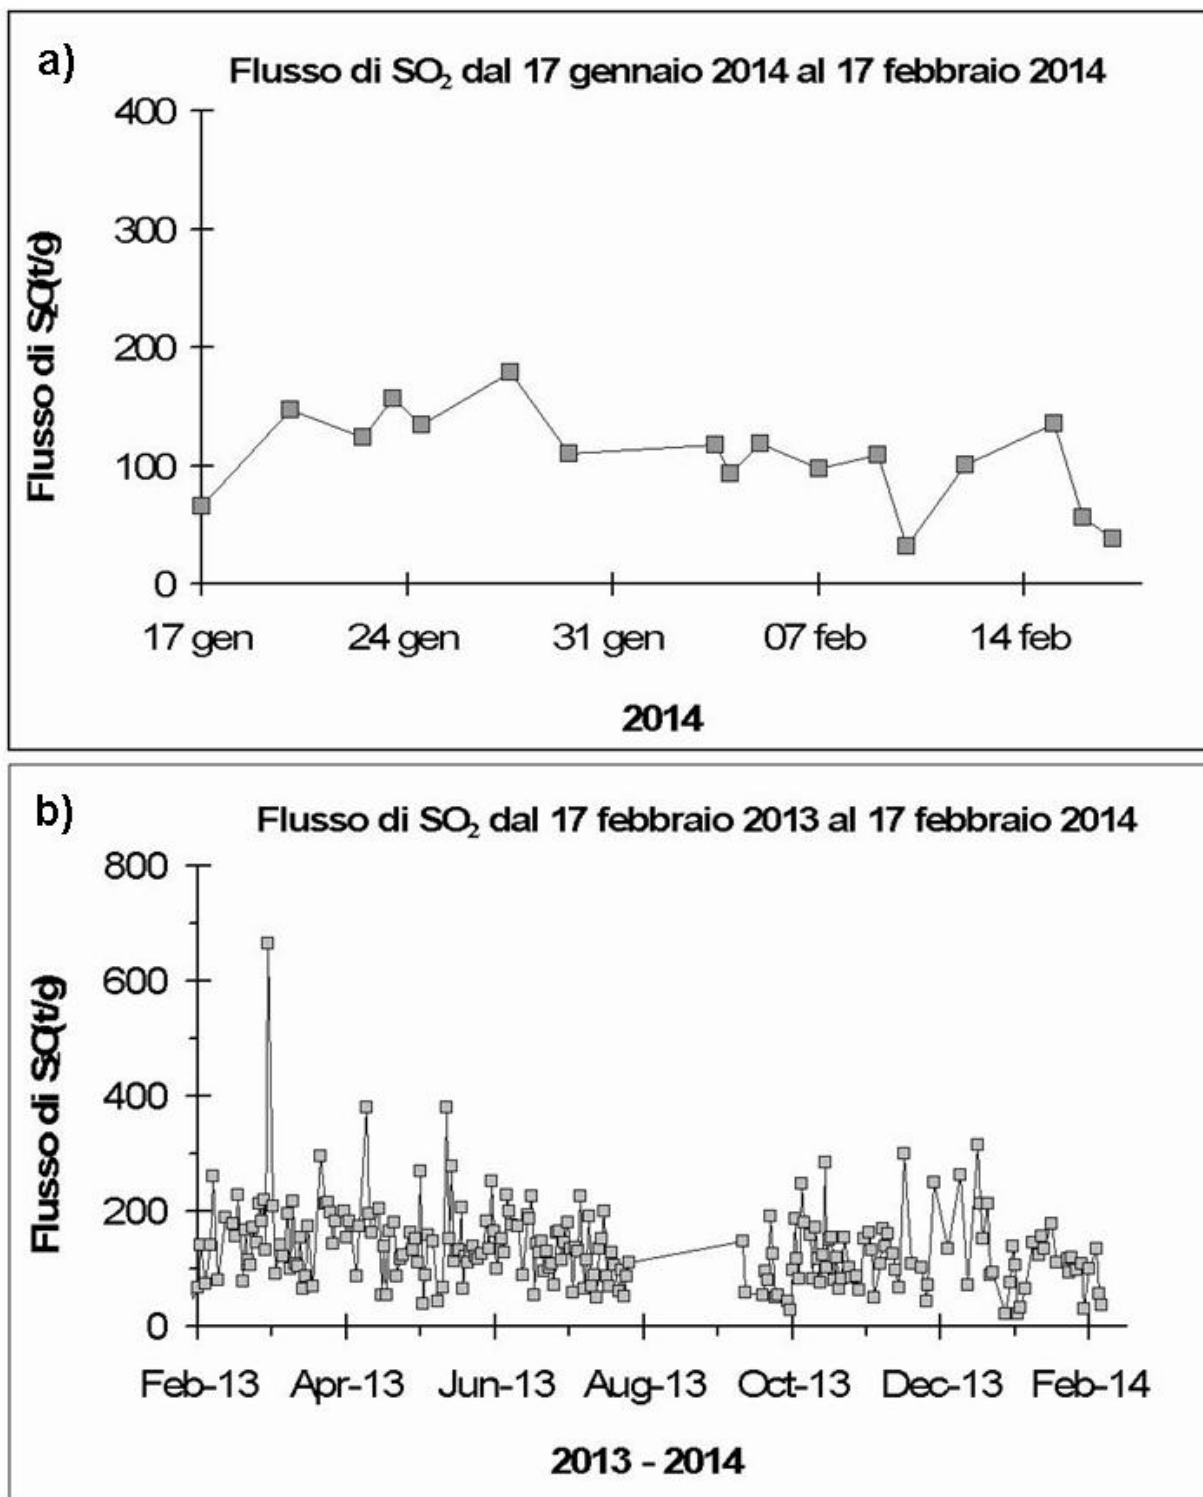 a)
Flusso di SO₂ dal 17 gennaio 2014 al 17 febbraio 2014
400
300
200
100
0
Flusso di SO₂(t/g)
17 gen 24 gen 31 gen 07 feb 14 feb
2014
b)
Flusso di SO₂ dal 17 febbraio 2013 al 17 febbraio 2014
800
600
400
200
0
Flusso di SO₂(t/g)
Feb-13 Apr-13 Jun-13 Aug-13 Oct-13 Dec-13 Feb-14
2013 - 2014